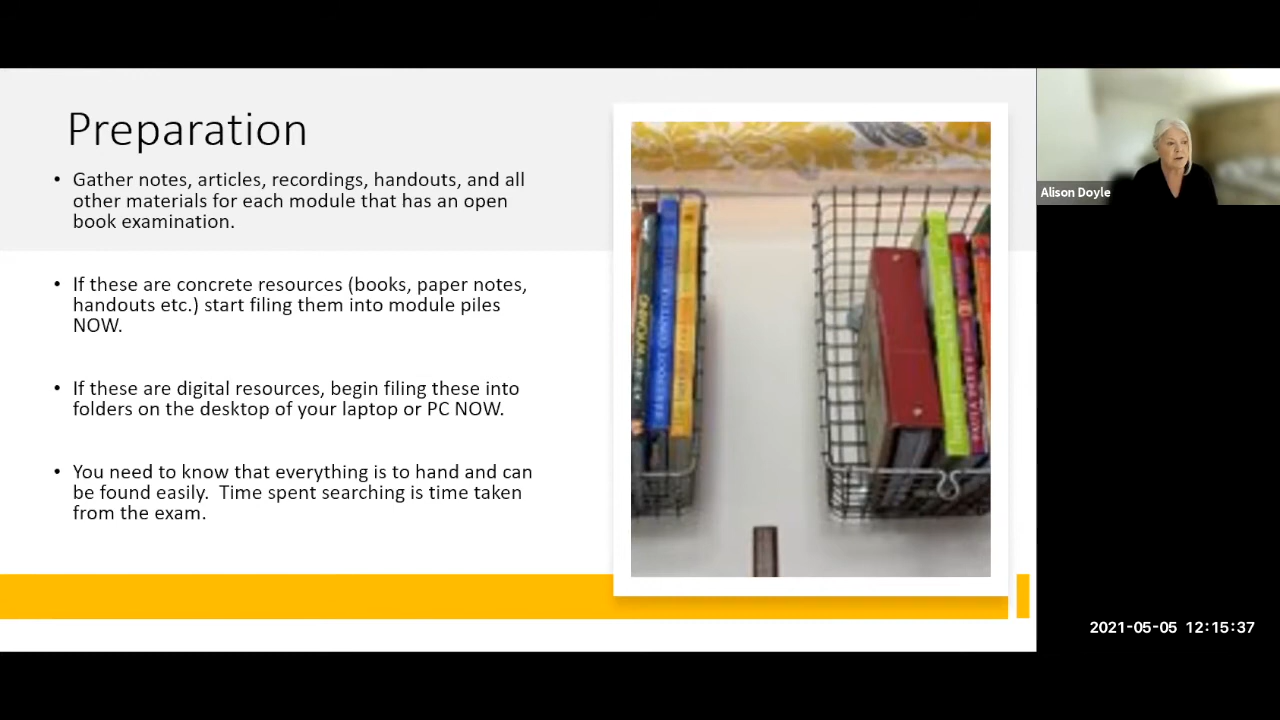 Preparation
• Gather notes, articles, recordings, handouts, and all
other materials for each module that has an open
book examination.
• If these are concrete resources (books, paper notes,
handouts etc.) start filing them into module piles
NOW.
• If these are digital resources, begin filing these into
folders on the desktop of your laptop or PC NOW.
• You need to know that everything is to hand and can
be found easily.  Time spent searching is time taken
from the exam.
Alison Doyle
2021-05-05 12:15:37